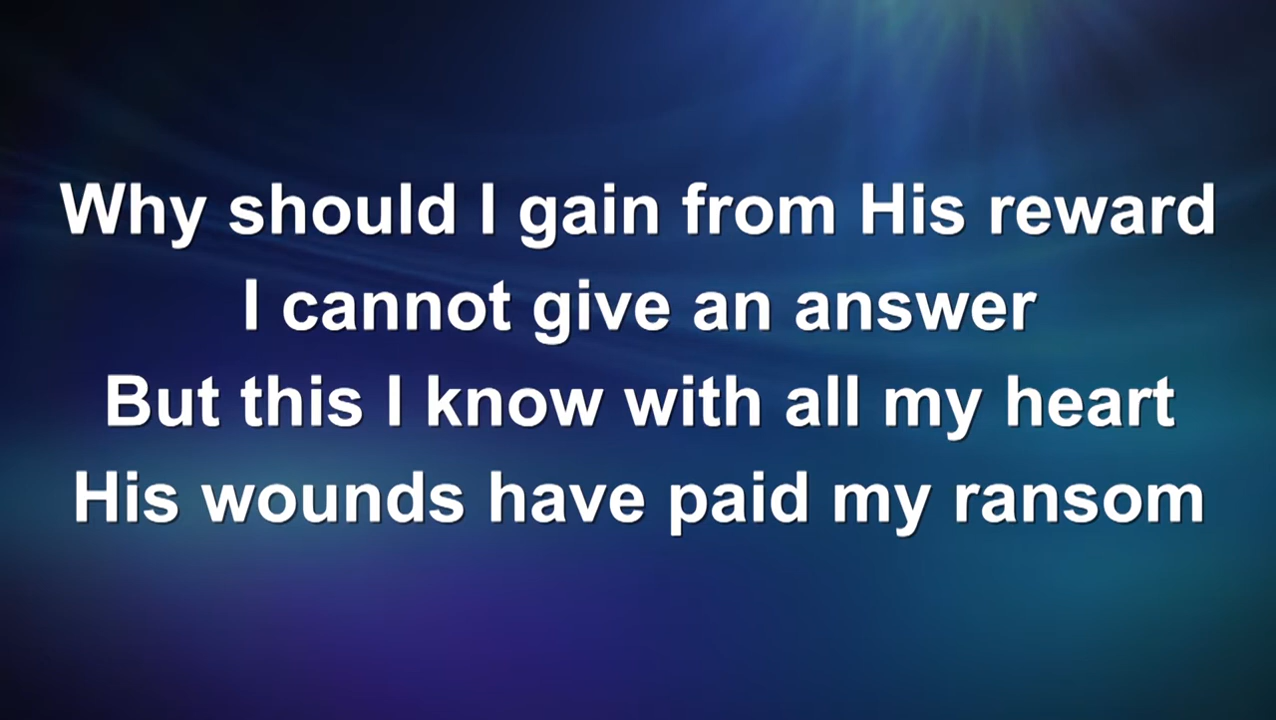 Why should I gain from His reward
I cannot give an answer
But this I know with all my heart
His wounds have paid my ransom